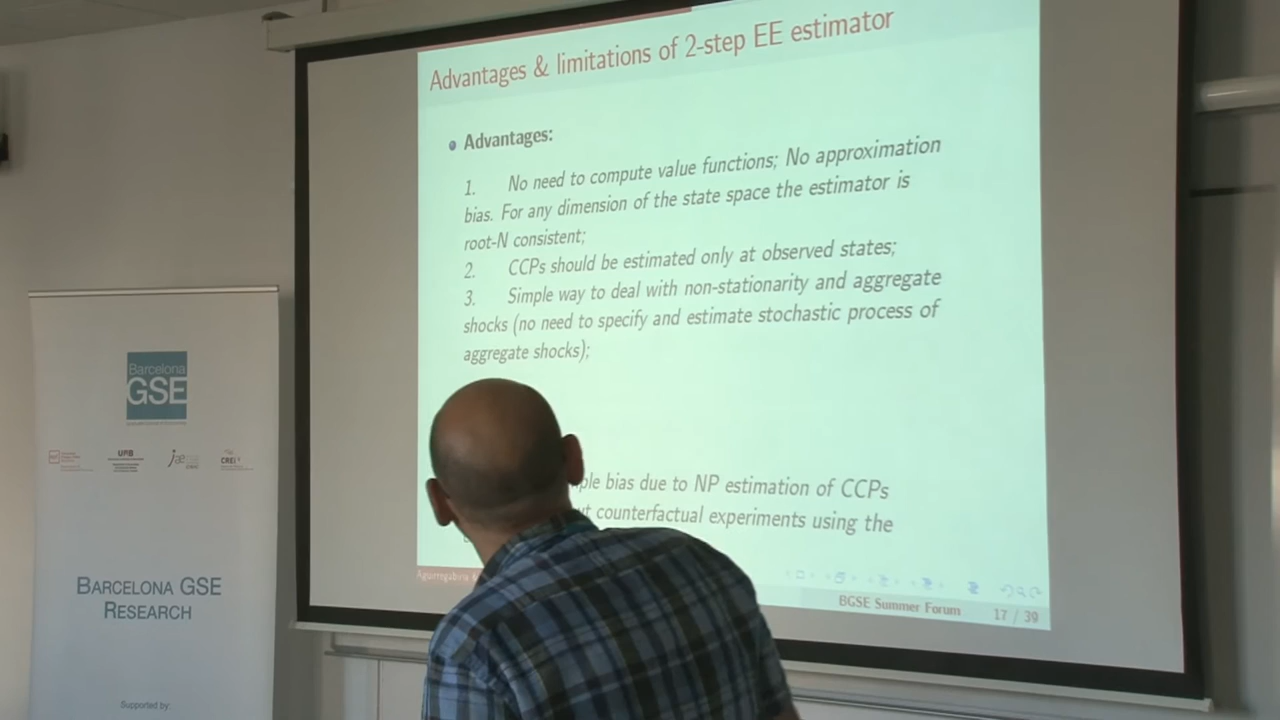 Advantages & limitations of 2-step EE estimator
Advantages:
1. No need to compute value functions; No approximation
bias. For any dimension of the state space the estimator is
root-N consistent;
2. CCPs should be estimated only at observed states;
3. Simple way to deal with non-stationarity and aggregate
shocks (no need to specify and estimate stochastic process of
aggregate shocks);
bias due to NP estimation of CCPs
counterfactual experiments using the
BGSE Summer Forum 17 / 39
Barcelona
GSE
UAB
CREi
BARCELONA GSE
RESEARCH
Supported by: